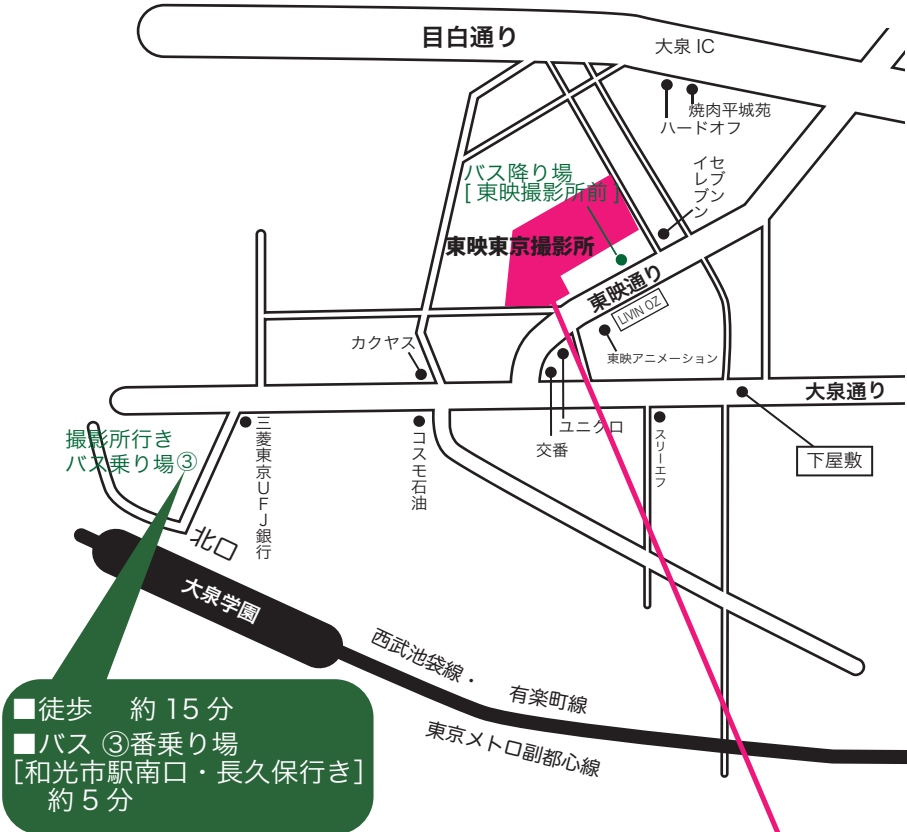 目白通り
大泉 IC
焼肉平城苑
ハードオフ
バス降り場
[ 東映撮影所前 ]
セブン
イレブン
東映東京撮影所
東映通り
LIVIN OZ
カクヤス
東映アニメーション
大泉通り
撮影所行き
バス乗り場③
三菱東京UFJ銀行
コスモ石油
ユニクロ
交番
スリーエフ
下屋敷
北口
大泉学園
西武池袋線・
有楽町線
東京メトロ副都心線
■徒歩　約 15 分
■バス ③番乗り場
[和光市駅南口・長久保行き]
約 5 分